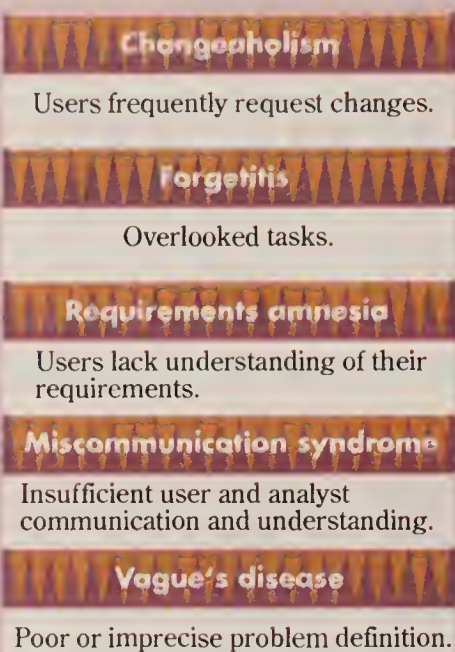 Changeaholism
Users frequently request changes.
Forgetitis
Overlooked tasks.
Requirements amnesia
Users lack understanding of their
requirements.
Miscommunication syndrome
Insufficient user and analyst
communication and understanding.
Vague's disease
Poor or imprecise problem definition.